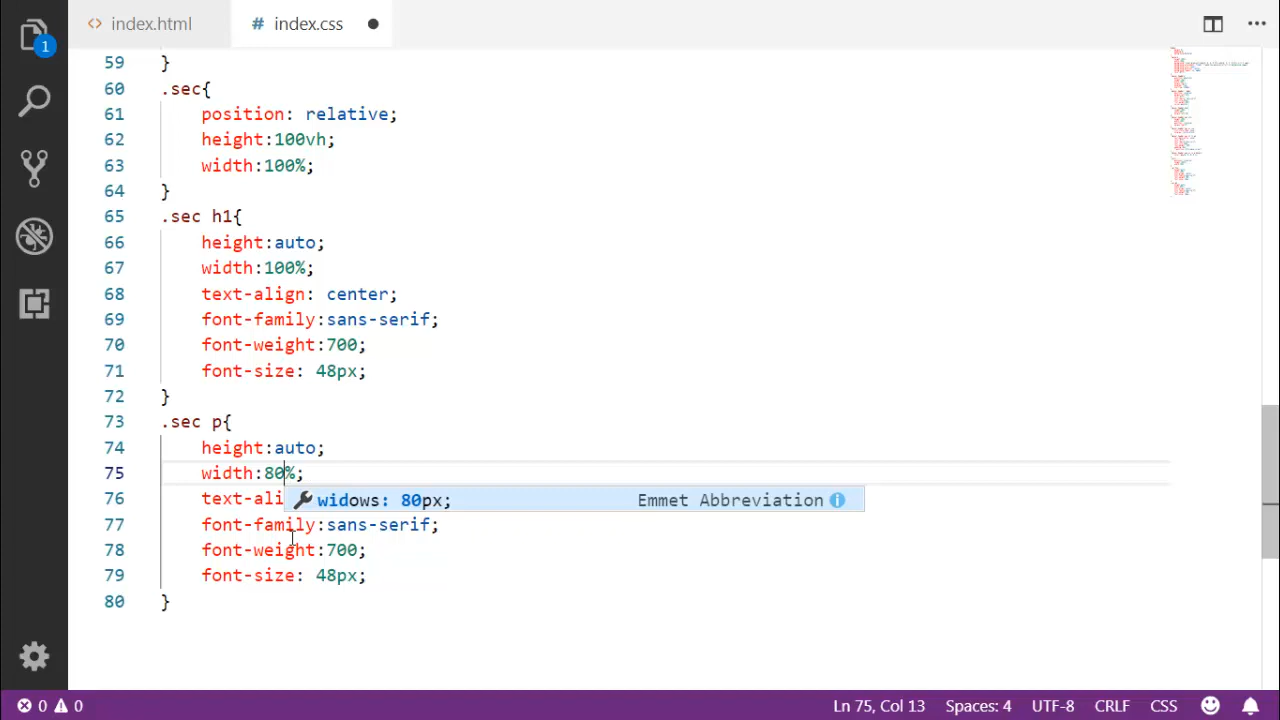 index.html
# index.css
1
59 }
60 .sec{
61 position: relative;
62 height:100vh;
63 width:100%;
64 }
65 .sec h1{
66 height:auto;
67 width:100%;
68 text-align: center;
69 font-family:sans-serif;
70 font-weight:700;
71 font-size: 48px;
72 }
73 .sec p{
74 height:auto;
75 width:80%;
76 text-ali
widows: 80px; Emmet Abbreviation
77 font-family:sans-serif;
78 font-weight:700;
79 font-size: 48px;
80 }
0 0 Ln 75, Col 13 Spaces: 4 UTF-8 CRLF CSS